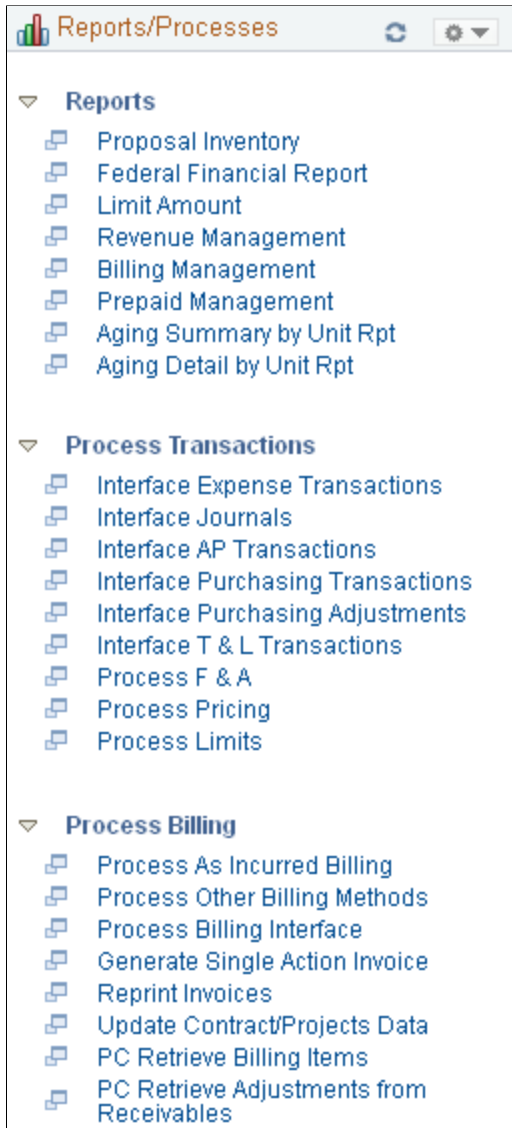 Reports/Processes
Reports
Proposal Inventory
Federal Financial Report
Limit Amount
Revenue Management
Billing Management
Prepaid Management
Aging Summary by Unit Rpt
Aging Detail by Unit Rpt
Process Transactions
Interface Expense Transactions
Interface Journals
Interface AP Transactions
Interface Purchasing Transactions
Interface Purchasing Adjustments
Interface T & L Transactions
Process F & A
Process Pricing
Process Limits
Process Billing
Process As Incurred Billing
Process Other Billing Methods
Process Billing Interface
Generate Single Action Invoice
Reprint Invoices
Update Contract/Projects Data
PC Retrieve Billing Items
PC Retrieve Adjustments from
Receivables